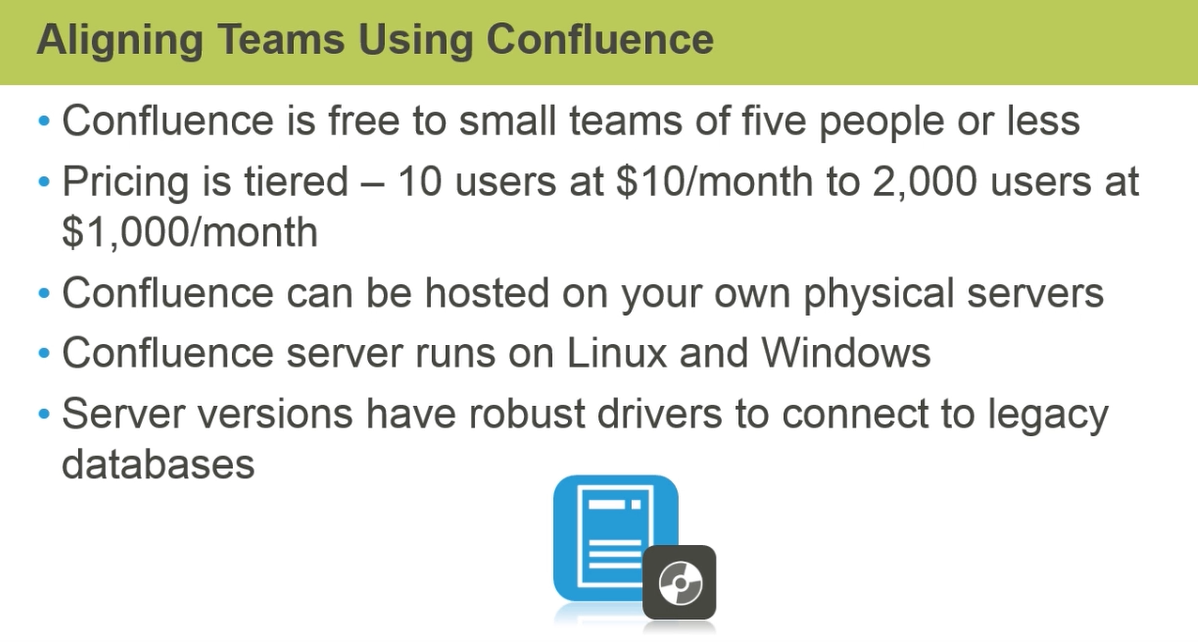 Aligning Teams Using Confluence
• Confluence is free to small teams of five people or less
• Pricing is tiered – 10 users at $10/month to 2,000 users at
$1,000/month
• Confluence can be hosted on your own physical servers
• Confluence server runs on Linux and Windows
• Server versions have robust drivers to connect to legacy
databases